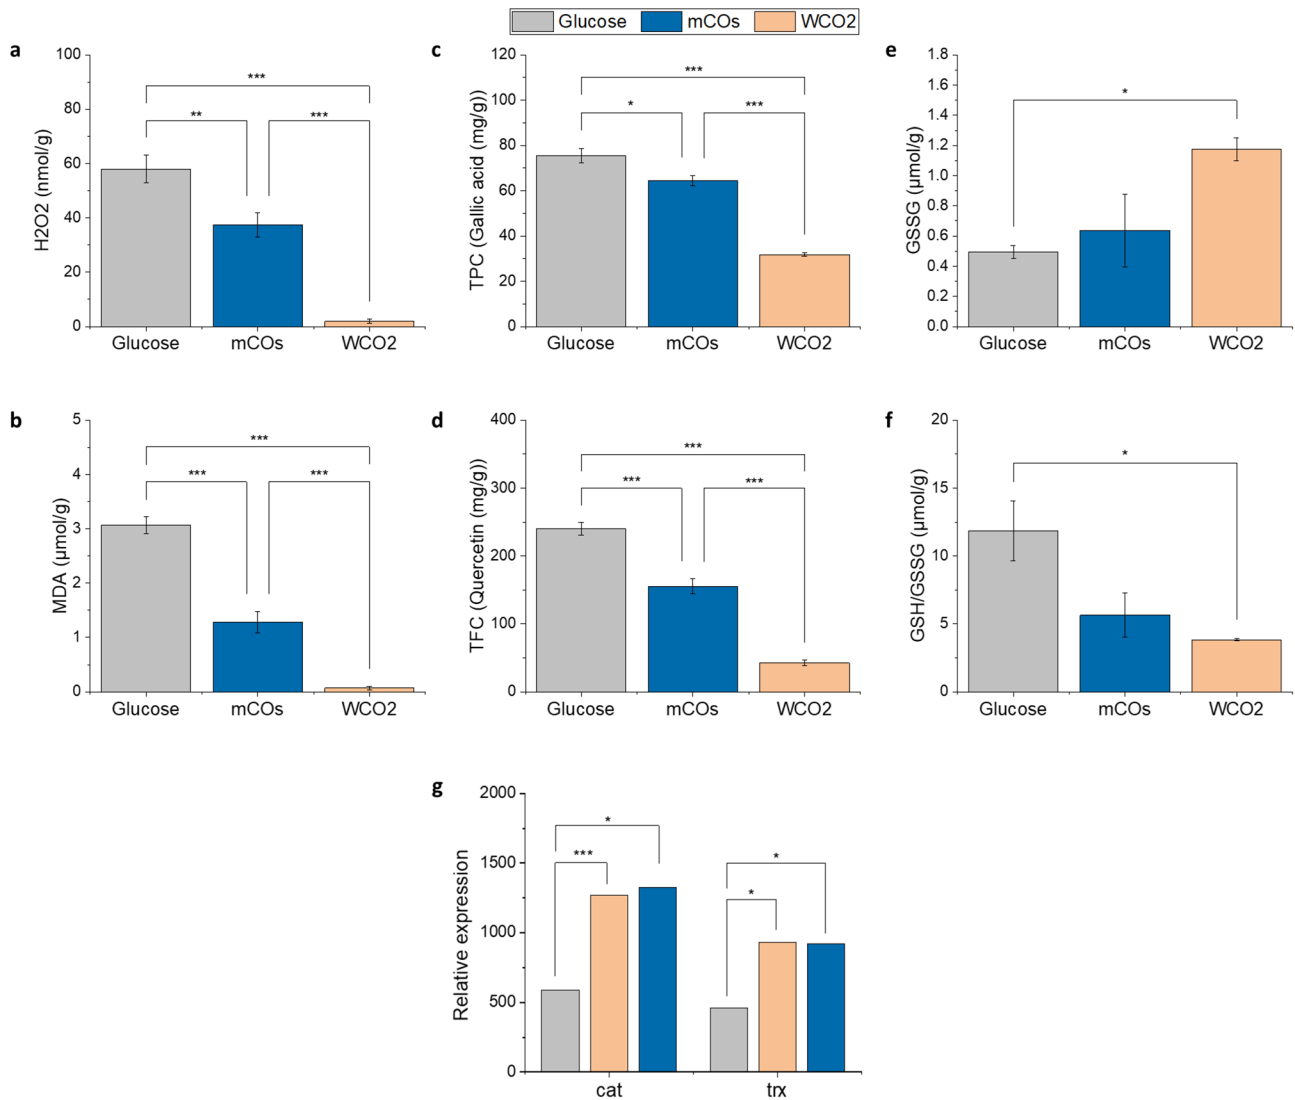 Glucose mCOs WCO2
a
100
80
60
40
20
0
H2O2 (nmol/g)
***
** ***
Glucose mCOs WCO2
c
120
100
80
60
40
20
0
TPC (Gallic acid (mg/g))
***
* ***
Glucose mCOs WCO2
e
1.8
1.6
1.4
1.2
1.0
0.8
0.6
0.4
0.2
0.0
GSSG (µmol/g)
*
Glucose mCOs WCO2
b
5
4
3
2
1
0
MDA (µmol/g)
***
*** ***
Glucose mCOs WCO2
d
400
300
200
100
0
TFC (Quercetin (mg/g))
***
*** ***
Glucose mCOs WCO2
f
20
15
10
5
0
GSH/GSSG (µmol/g)
*
Glucose mCOs WCO2
g
2000
1500
1000
500
0
Relative expression
*
***
*
*
cat trx